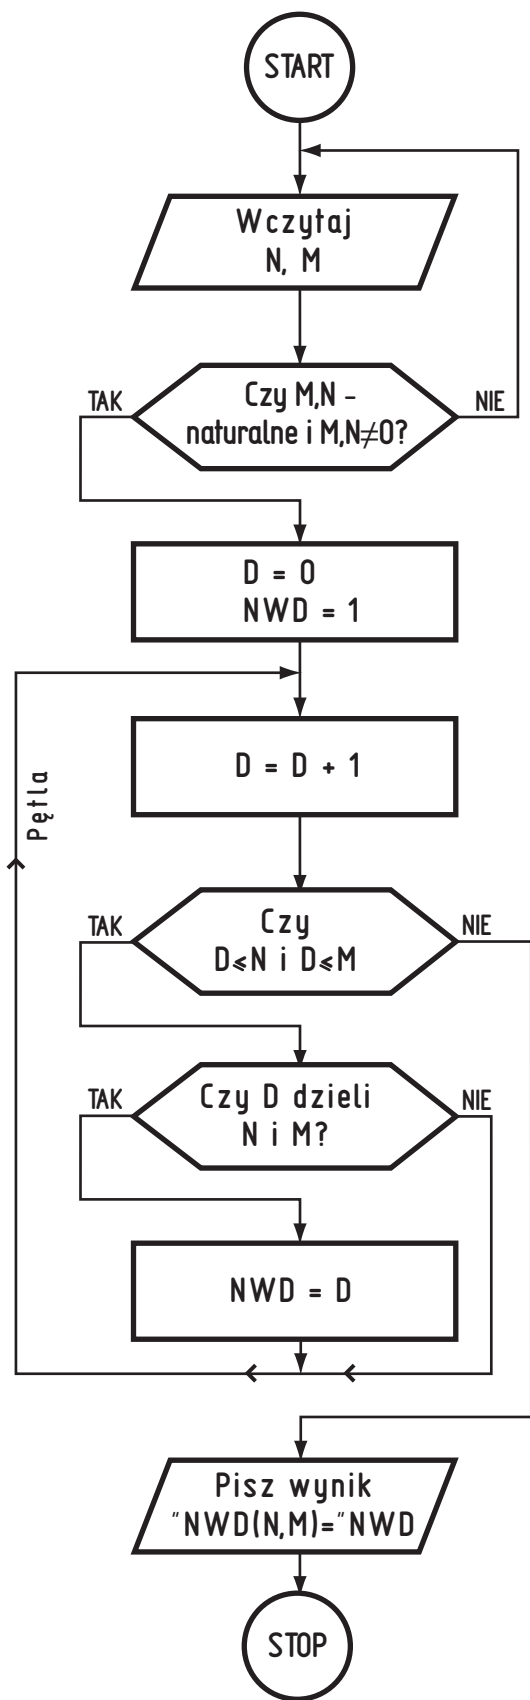 START
Wczytaj
N, M
Czy M,N -
naturalne i M,N≠0?
TAK
NIE
D = 0
NWD = 1
Pętla
D = D + 1
Czy
D⩽N i D⩽M
TAK
NIE
Czy D dzieli
N i M?
TAK
NIE
NWD = D
Pisz wynik
"NWD(N,M)="NWD
STOP